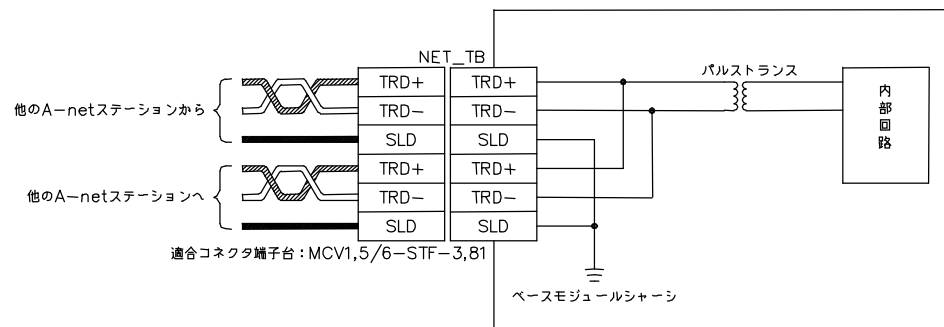 NET_TB
パルストランス
他のA-netステーションから
TRD+
TRD-
SLD
TRD+
TRD-
SLD
TRD+
TRD-
SLD
TRD+
TRD-
SLD
内部回路
他のA-netステーションへ
適合コネクタ端子台:MCV1,5/6-STF-3,81
ベースモジュールシャーシ